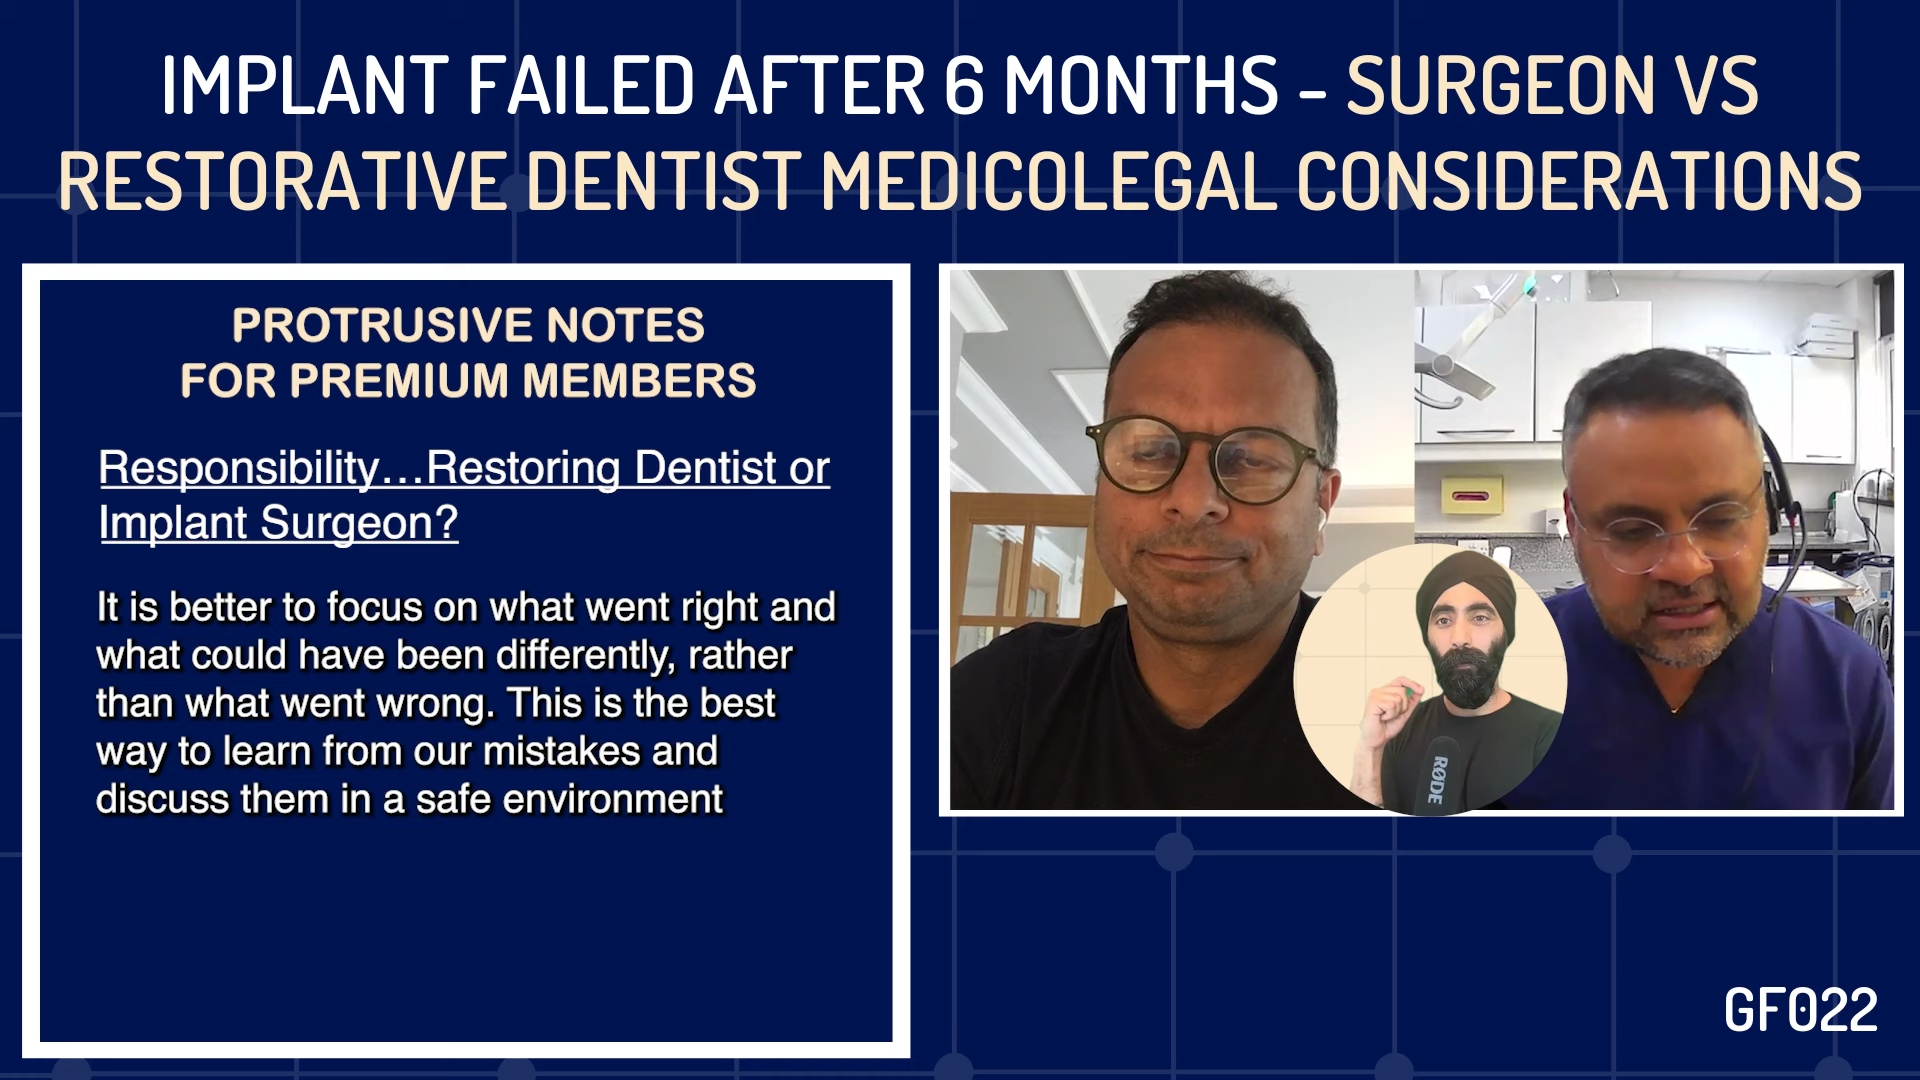 IMPLANT FAILED AFTER 6 MONTHS - SURGEON VS
RESTORATIVE DENTIST MEDICOLEGAL CONSIDERATIONS
PROTRUSIVE NOTES
FOR PREMIUM MEMBERS
Responsibility...Restoring Dentist or
Implant Surgeon?
It is better to focus on what went right and
what could have been differently, rather
than what went wrong. This is the best
way to learn from our mistakes and
discuss them in a safe environment
RØDE
GF022